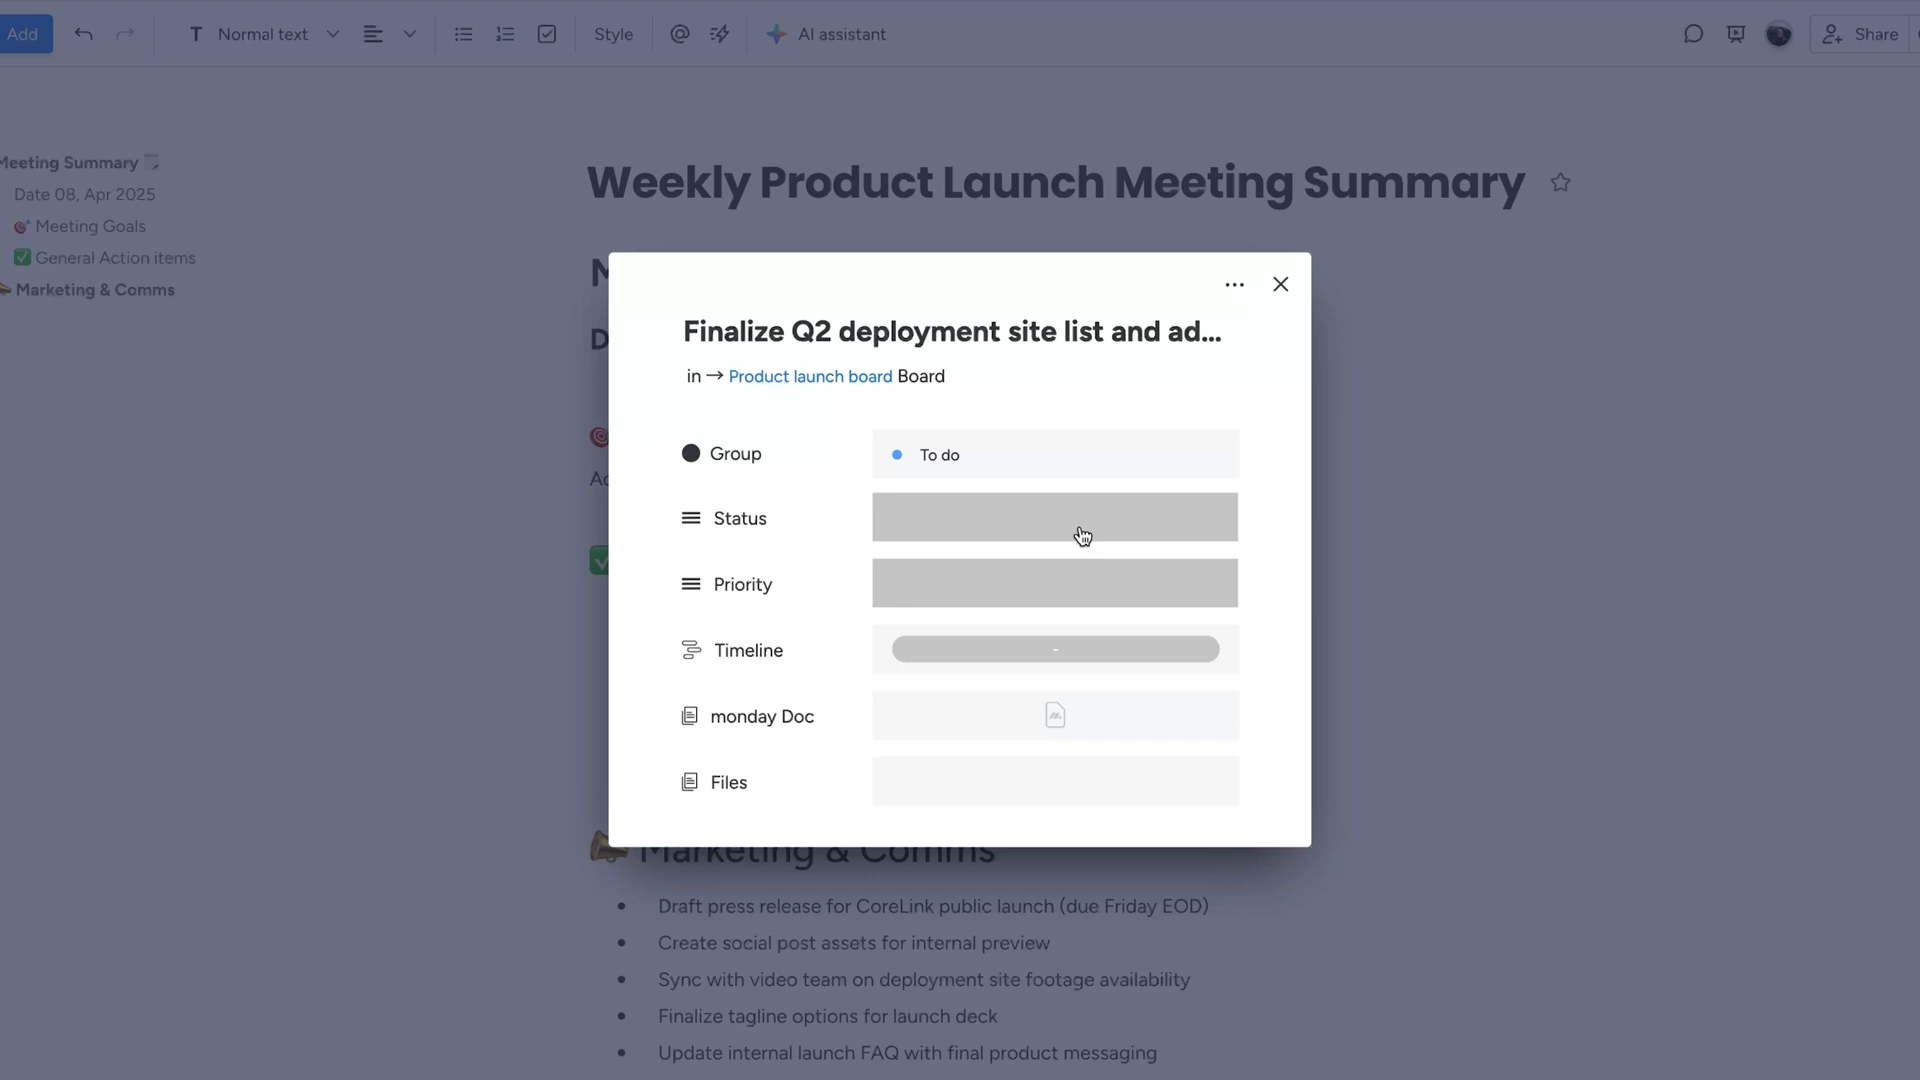 Add
Normal text
Style
AI assistant
Share
Meeting Summary
Date 08, Apr 2025
Meeting Goals
General Action items
Marketing & Comms
Weekly Product Launch Meeting Summary
M
D
Ac
Finalize Q2 deployment site list and ad...
in → Product launch board Board
Group
To do
Status
Priority
Timeline
-
monday Doc
Files
Marketing & Comms
• Draft press release for CoreLink public launch (due Friday EOD)
• Create social post assets for internal preview
• Sync with video team on deployment site footage availability
• Finalize tagline options for launch deck
• Update internal launch FAQ with final product messaging